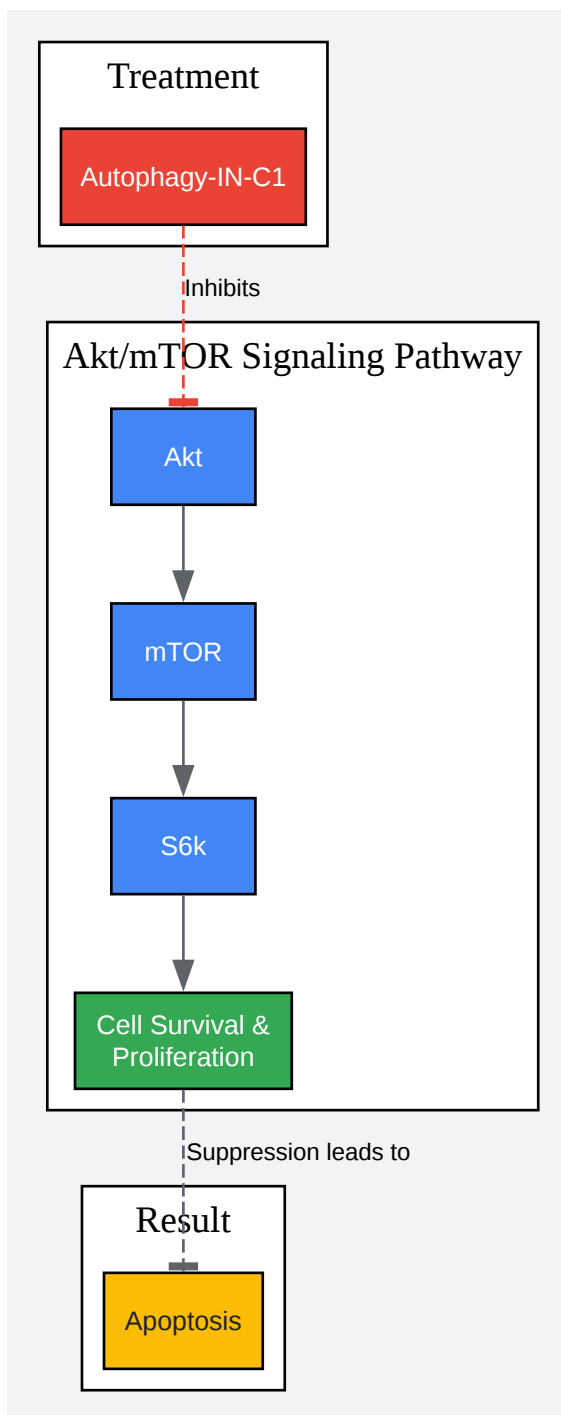 Treatment
Autophagy-IN-C1
Inhibits
Akt/mTOR Signaling Pathway
Akt
mTOR
S6k
Cell Survival &
Proliferation
Suppression leads to
Result
Apoptosis